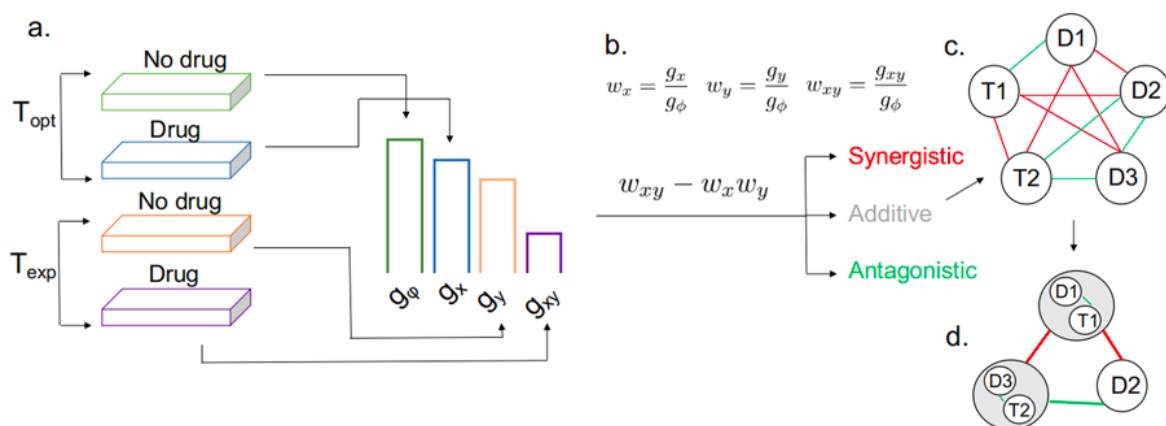 a.
No drug
T_opt
Drug
No drug
T_exp
Drug
g_φ g_x g_y g_xy
b.
w_x = g_x / g_ϕ w_y = g_y / g_ϕ w_xy = g_xy / g_ϕ
w_xy − w_x w_y
Synergistic
Additive
Antagonistic
c.
D1
T1
D2
T2
D3
d.
D1
T1
D3
T2
D2